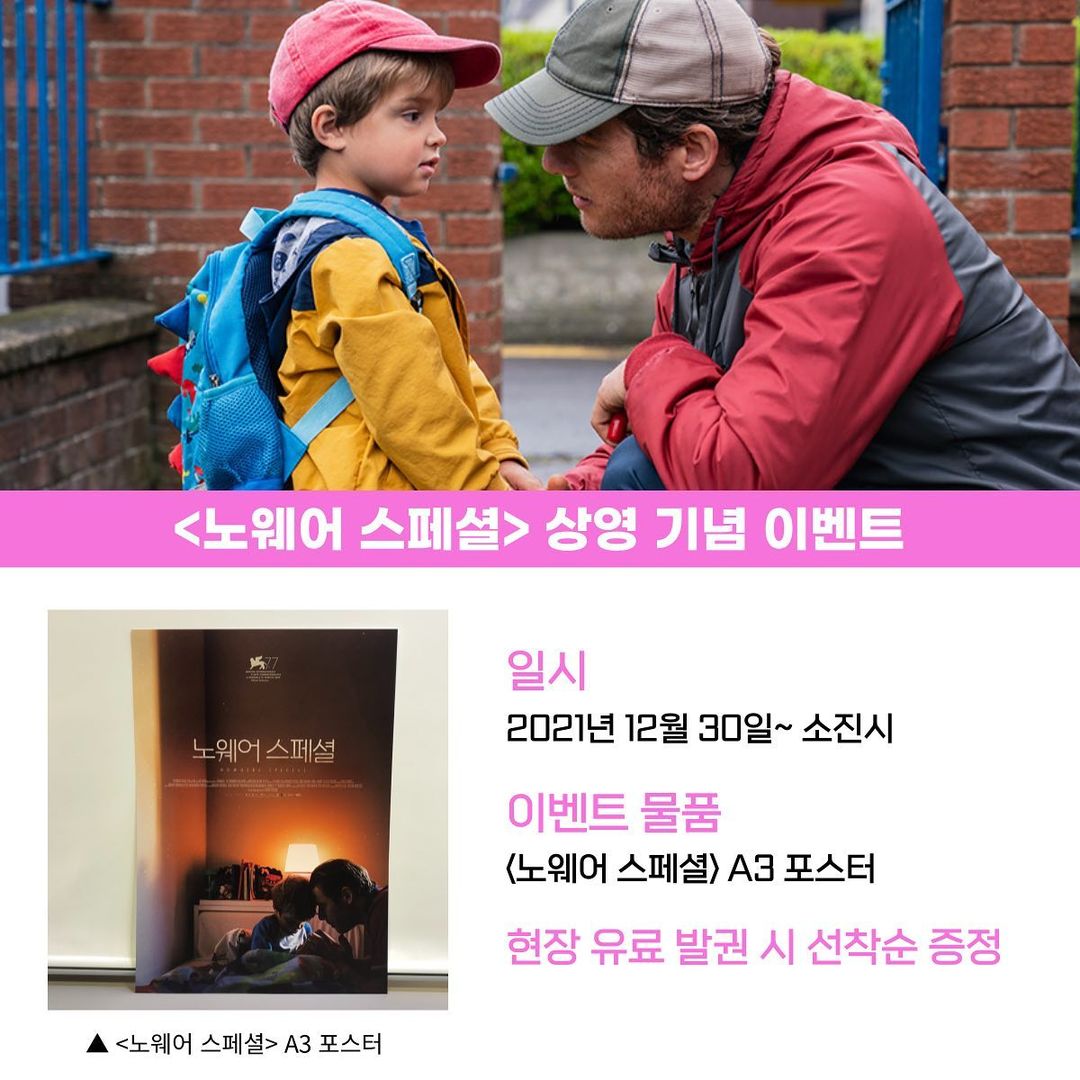 <노웨어 스페셜> 상영 기념 이벤트
77
노웨어 스페셜
NOWHERE SPECIAL
일시
2021년 12월 30일~ 소진시
이벤트 물품
<노웨어 스페셜> A3 포스터
현장 유료 발권 시 선착순 증정
▲ <노웨어 스페셜> A3 포스터